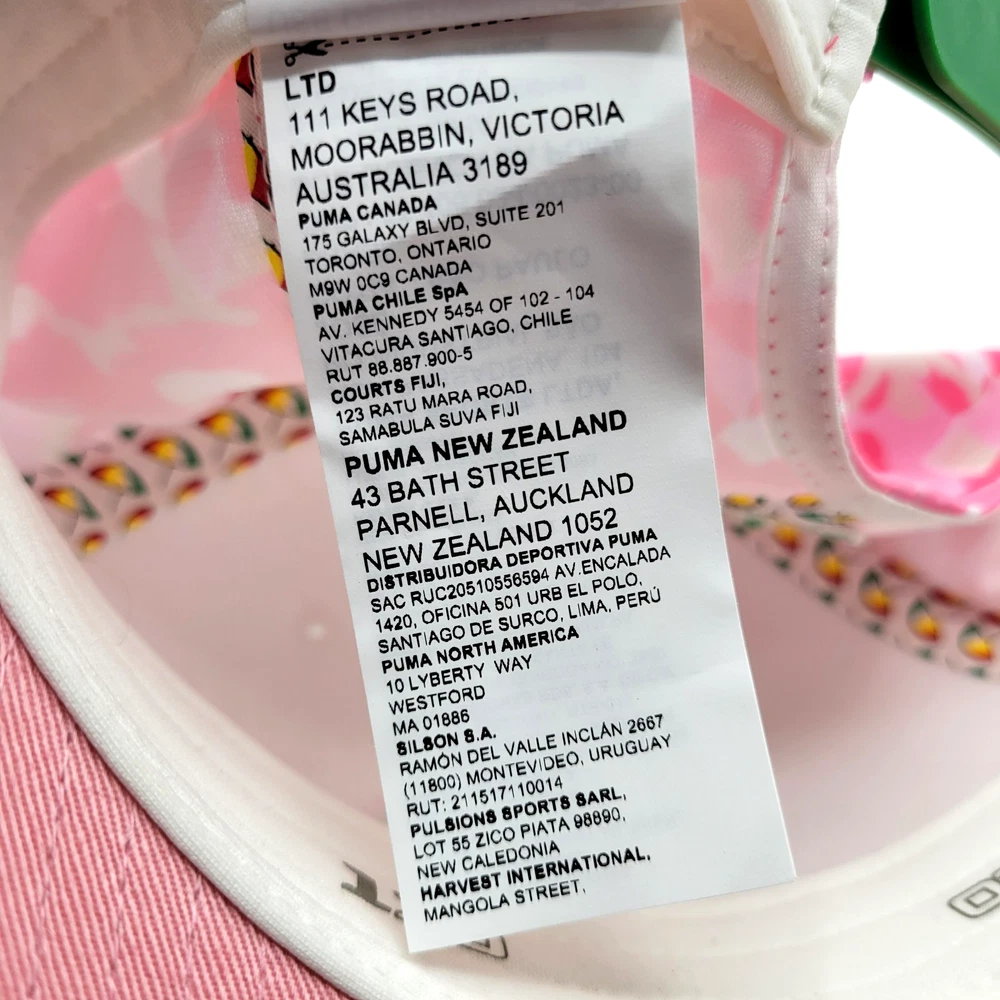 LTD
111 KEYS ROAD,
MOORABBIN, VICTORIA
AUSTRALIA 3189
PUMA CANADA
175 GALAXY BLVD, SUITE 201
TORONTO, ONTARIO
M9W 0C9 CANADA
PUMA CHILE SpA
AV. KENNEDY 5454 OF 102 - 104
VITACURA SANTIAGO, CHILE
RUT 88.887.900-5
COURTS FIJI,
123 RATU MARA ROAD,
SAMABULA SUVA FIJI
PUMA NEW ZEALAND
43 BATH STREET
PARNELL, AUCKLAND
NEW ZEALAND 1052
DISTRIBUIDORA DEPORTIVA PUMA
SAC RUC20510556594 AV.ENCALADA
1420, OFICINA 501 URB EL POLO,
SANTIAGO DE SURCO, LIMA, PERÚ
PUMA NORTH AMERICA
10 LYBERTY WAY
WESTFORD
MA 01886
SILSON S.A.
RAMÓN DEL VALLE INCLÁN 2667
(11800) MONTEVIDEO, URUGUAY
RUT: 211517110014
PULSIONS SPORTS SARL,
LOT 55 ZICO PIATA 98890,
NEW CALEDONIA
HARVEST INTERNATIONAL,
MANGOLA STREET,